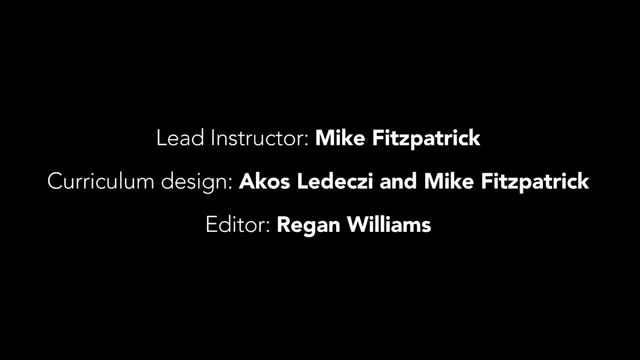 Lead Instructor: Mike Fitzpatrick
Curriculum design: Akos Ledeczi and Mike Fitzpatrick
Editor: Regan Williams